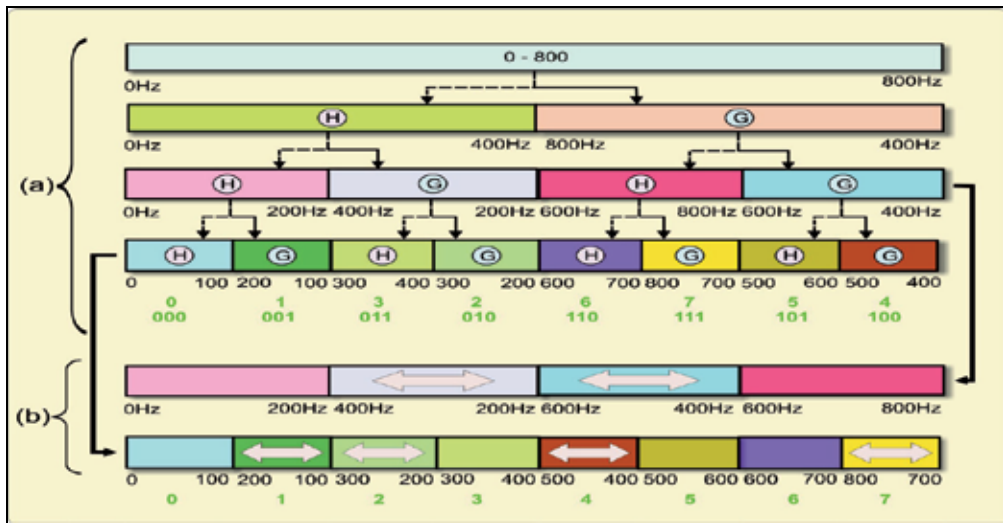 0 - 800
0Hz 800Hz
H G
0Hz 400Hz 800Hz 400Hz
(a)
H G H G
0Hz 200Hz 400Hz 200Hz 600Hz 800Hz 600Hz 400Hz
H G H G H G H G
0 100 200 100 300 400 300 200 600 700 800 700 500 600 500 400
0 1 3 2 6 7 5 4
000 001 011 010 110 111 101 100
(b)
0Hz 200Hz 400Hz 200Hz 600Hz 400Hz 600Hz 800Hz
0 100 200 100 300 200 300 400 500 400 500 600 600 700 800 700
0 1 2 3 4 5 6 7